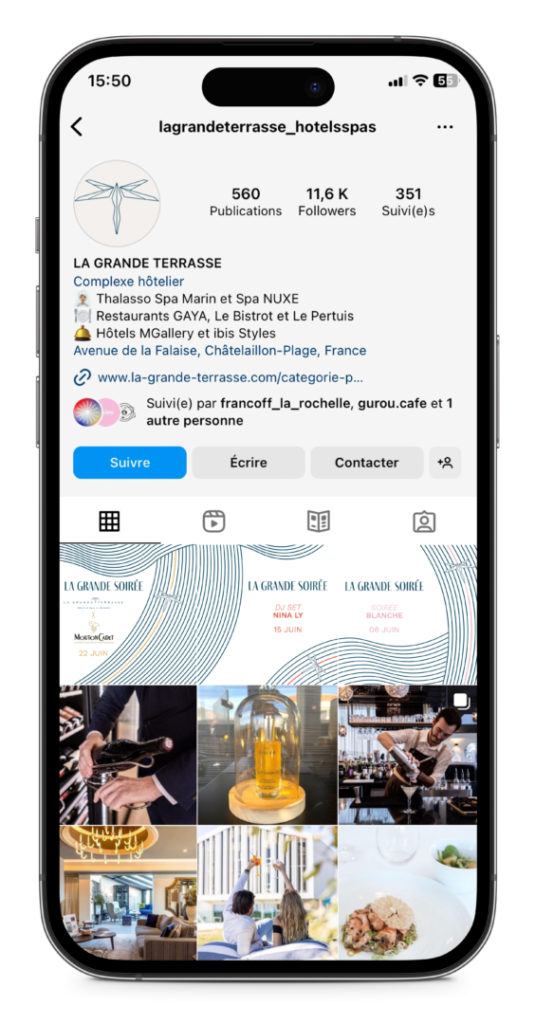 15:50
55
lagrandeterrasse_hotelsspas
560
Publications
11,6 K
Followers
351
Suivi(e)s
LA GRANDE TERRASSE
Complexe hôtelier
Thalasso Spa Marin et Spa NUXE
Restaurants GAYA, Le Bistrot et Le Pertuis
Hôtels MGallery et ibis Styles
Avenue de la Falaise, Châtelaillon-Plage, France
www.la-grande-terrasse.com/categorie-p...
Suivi(e) par francoff_la_rochelle, gurou.cafe et 1
autre personne
Suivre
Écrire
Contacter
LA GRANDE SOIRÉE
LA GRANDE TERRASSE
&
Mouton Cadet
22 JUIN
LA GRANDE SOIRÉE
DJ SET
NINA LY
15 JUIN
LA GRANDE SOIRÉE
SOIRÉE
BLANCHE
08 JUIN